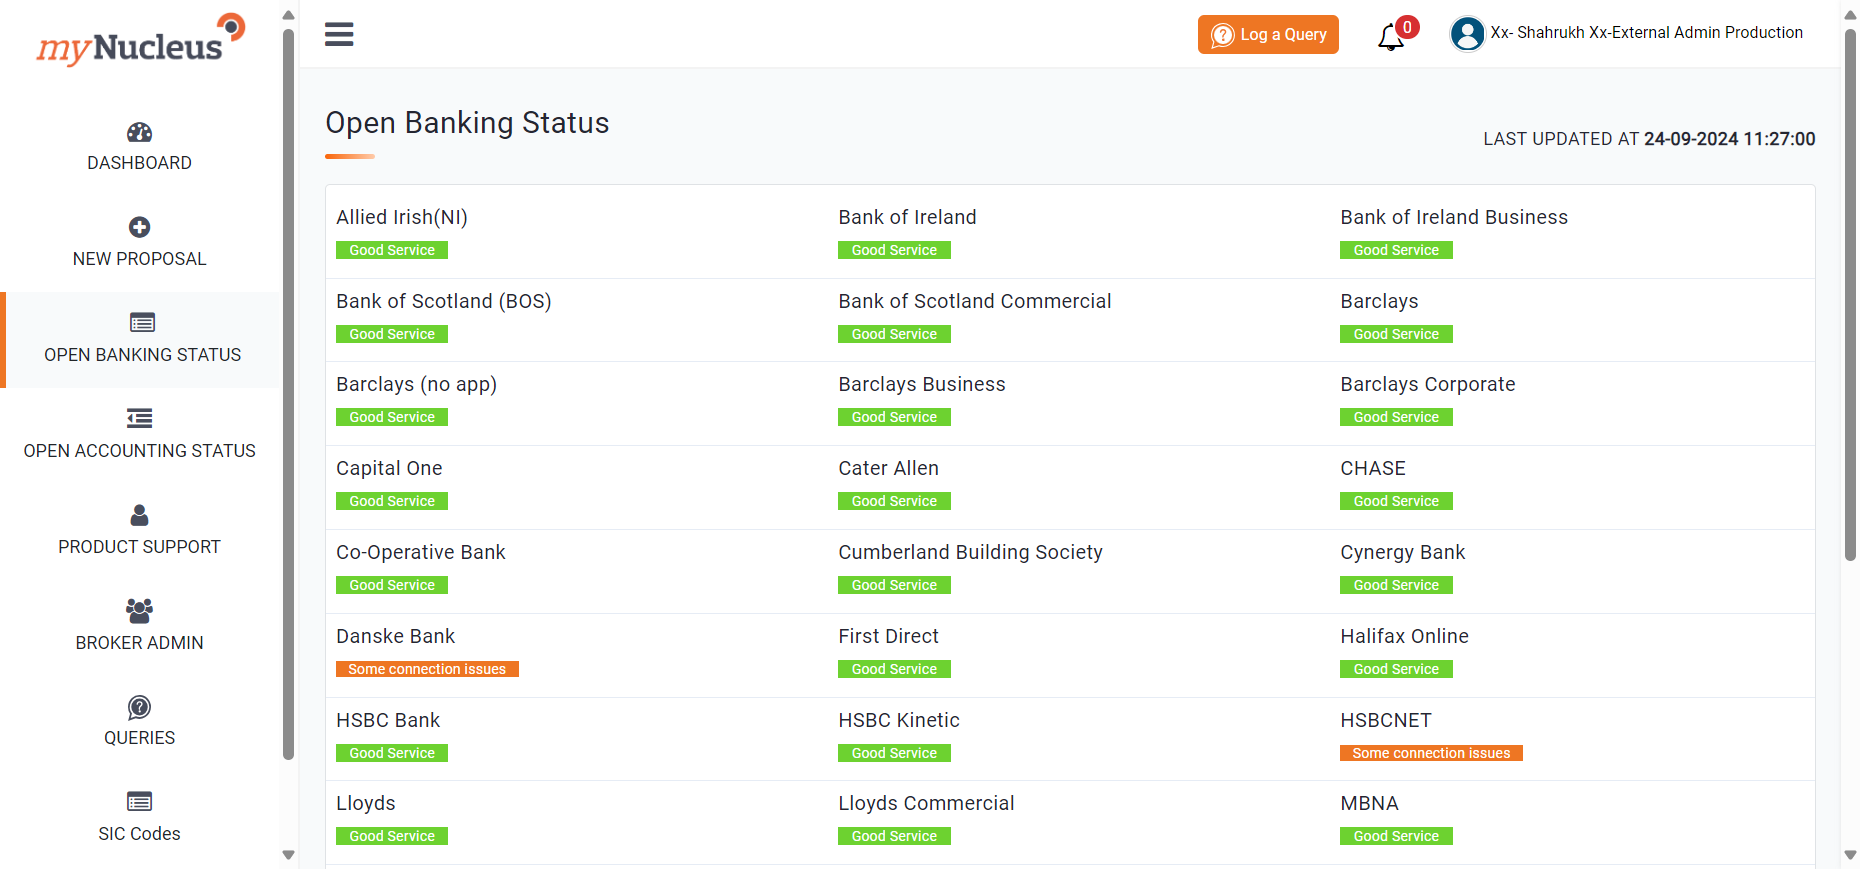 myNucleus
Log a Query
0
Xx- Shahrukh Xx-External Admin Production
DASHBOARD
NEW PROPOSAL
OPEN BANKING STATUS
OPEN ACCOUNTING STATUS
PRODUCT SUPPORT
BROKER ADMIN
QUERIES
SIC Codes
Open Banking Status
LAST UPDATED AT 24-09-2024 11:27:00
Allied Irish(NI)
Good Service
Bank of Ireland
Good Service
Bank of Ireland Business
Good Service
Bank of Scotland (BOS)
Good Service
Bank of Scotland Commercial
Good Service
Barclays
Good Service
Barclays (no app)
Good Service
Barclays Business
Good Service
Barclays Corporate
Good Service
Capital One
Good Service
Cater Allen
Good Service
CHASE
Good Service
Co-Operative Bank
Good Service
Cumberland Building Society
Good Service
Cynergy Bank
Good Service
Danske Bank
Some connection issues
First Direct
Good Service
Halifax Online
Good Service
HSBC Bank
Good Service
HSBC Kinetic
Good Service
HSBCNET
Some connection issues
Lloyds
Good Service
Lloyds Commercial
Good Service
MBNA
Good Service